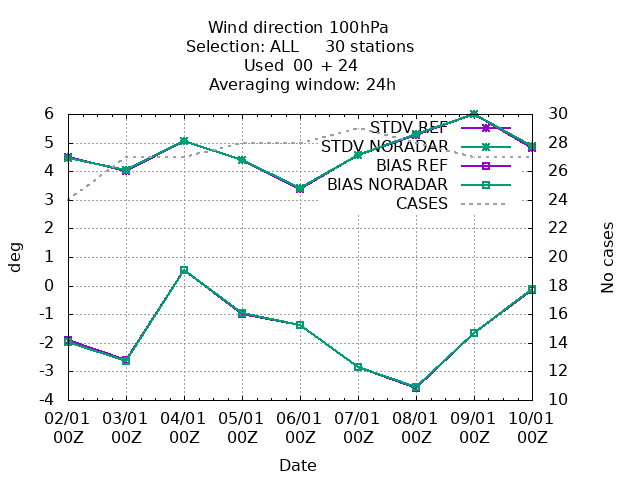 Wind direction 100hPa
Selection: ALL 30 stations
Used 00 + 24
Averaging window: 24h
6
5
4
3
2
1
0
-1
-2
-3
-4
deg
STDV REF
STDV NORADAR
BIAS REF
BIAS NORADAR
CASES
30
28
26
24
22
20
18
16
14
12
10
No cases
02/01 03/01 04/01 05/01 06/01 07/01 08/01 09/01 10/01
00Z 00Z 00Z 00Z 00Z 00Z 00Z 00Z 00Z
Date